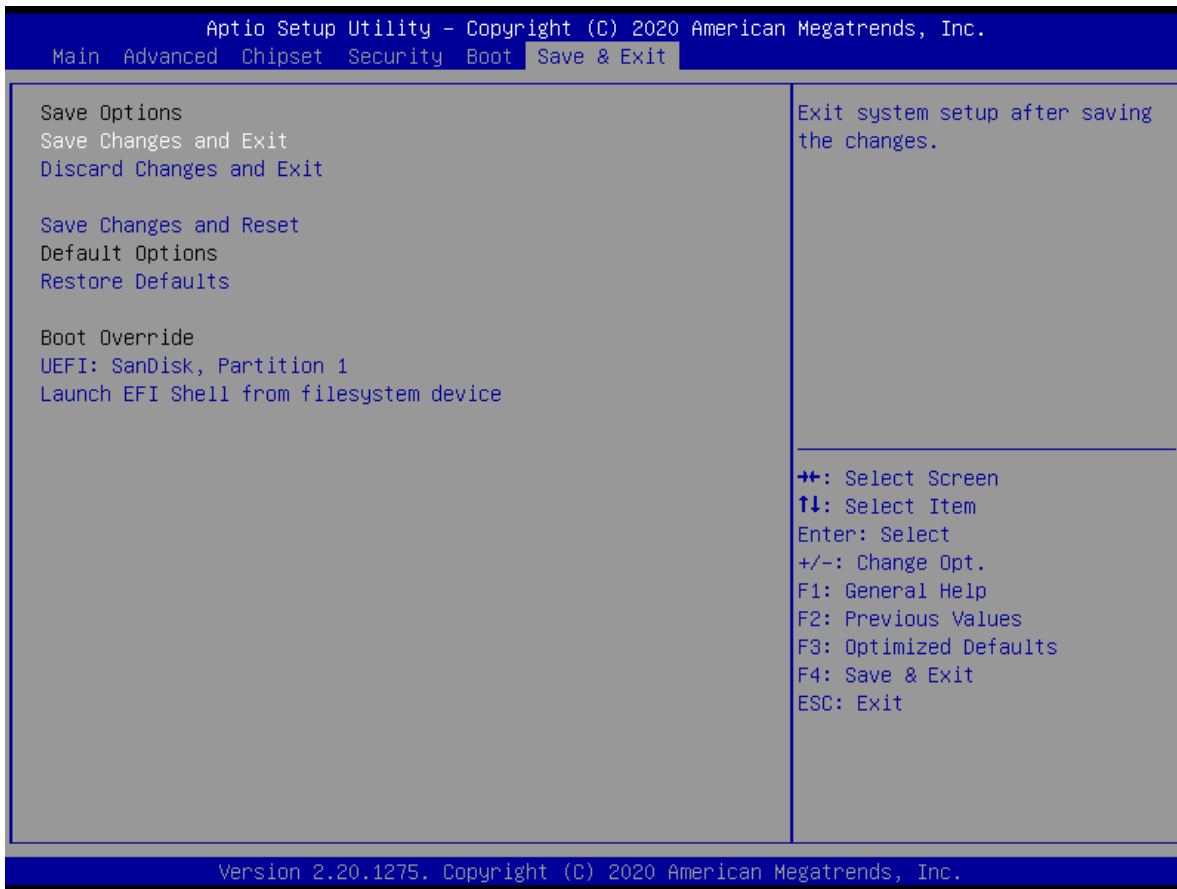 Aptio Setup Utility – Copyright (C) 2020 American Megatrends, Inc.
Main Advanced Chipset Security Boot Save & Exit
Save Options
Save Changes and Exit
Discard Changes and Exit
Save Changes and Reset
Default Options
Restore Defaults
Boot Override
UEFI: SanDisk, Partition 1
Launch EFI Shell from filesystem device
Exit system setup after saving
the changes.
→←: Select Screen
↑↓: Select Item
Enter: Select
+/-: Change Opt.
F1: General Help
F2: Previous Values
F3: Optimized Defaults
F4: Save & Exit
ESC: Exit
Version 2.20.1275. Copyright (C) 2020 American Megatrends, Inc.